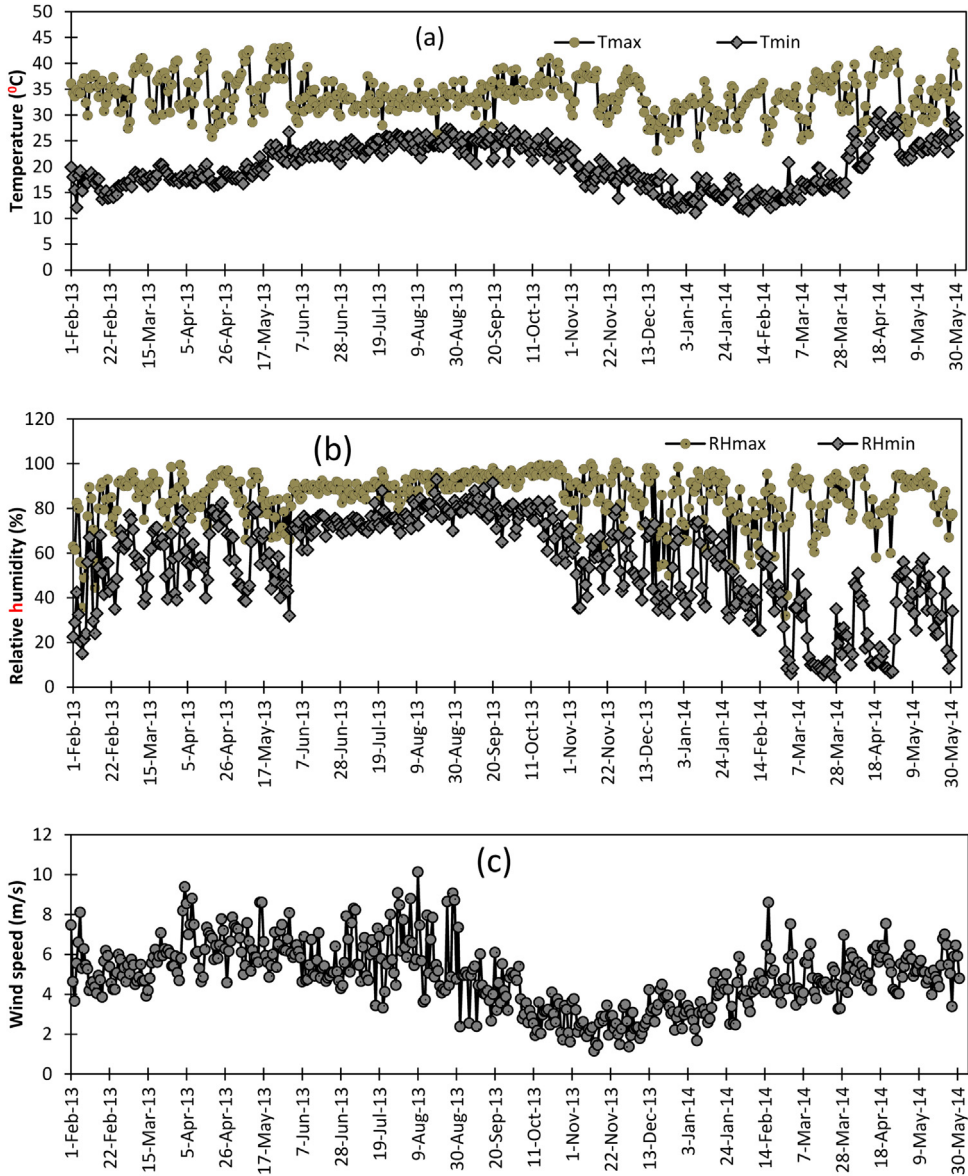 (a)
Tmax
Tmin
Temperature (⁰C)
50
45
40
35
30
25
20
15
10
5
0
1-Feb-13
22-Feb-13
15-Mar-13
5-Apr-13
26-Apr-13
17-May-13
7-Jun-13
28-Jun-13
19-Jul-13
9-Aug-13
30-Aug-13
20-Sep-13
11-Oct-13
1-Nov-13
22-Nov-13
13-Dec-13
3-Jan-14
24-Jan-14
14-Feb-14
7-Mar-14
28-Mar-14
18-Apr-14
9-May-14
30-May-14
(b)
RHmax
RHmin
Relative humidity (%)
120
100
80
60
40
20
0
1-Feb-13
22-Feb-13
15-Mar-13
5-Apr-13
26-Apr-13
17-May-13
7-Jun-13
28-Jun-13
19-Jul-13
9-Aug-13
30-Aug-13
20-Sep-13
11-Oct-13
1-Nov-13
22-Nov-13
13-Dec-13
3-Jan-14
24-Jan-14
14-Feb-14
7-Mar-14
28-Mar-14
18-Apr-14
9-May-14
30-May-14
(c)
Wind speed (m/s)
12
10
8
6
4
2
0
1-Feb-13
22-Feb-13
15-Mar-13
5-Apr-13
26-Apr-13
17-May-13
7-Jun-13
28-Jun-13
19-Jul-13
9-Aug-13
30-Aug-13
20-Sep-13
11-Oct-13
1-Nov-13
22-Nov-13
13-Dec-13
3-Jan-14
24-Jan-14
14-Feb-14
7-Mar-14
28-Mar-14
18-Apr-14
9-May-14
30-May-14